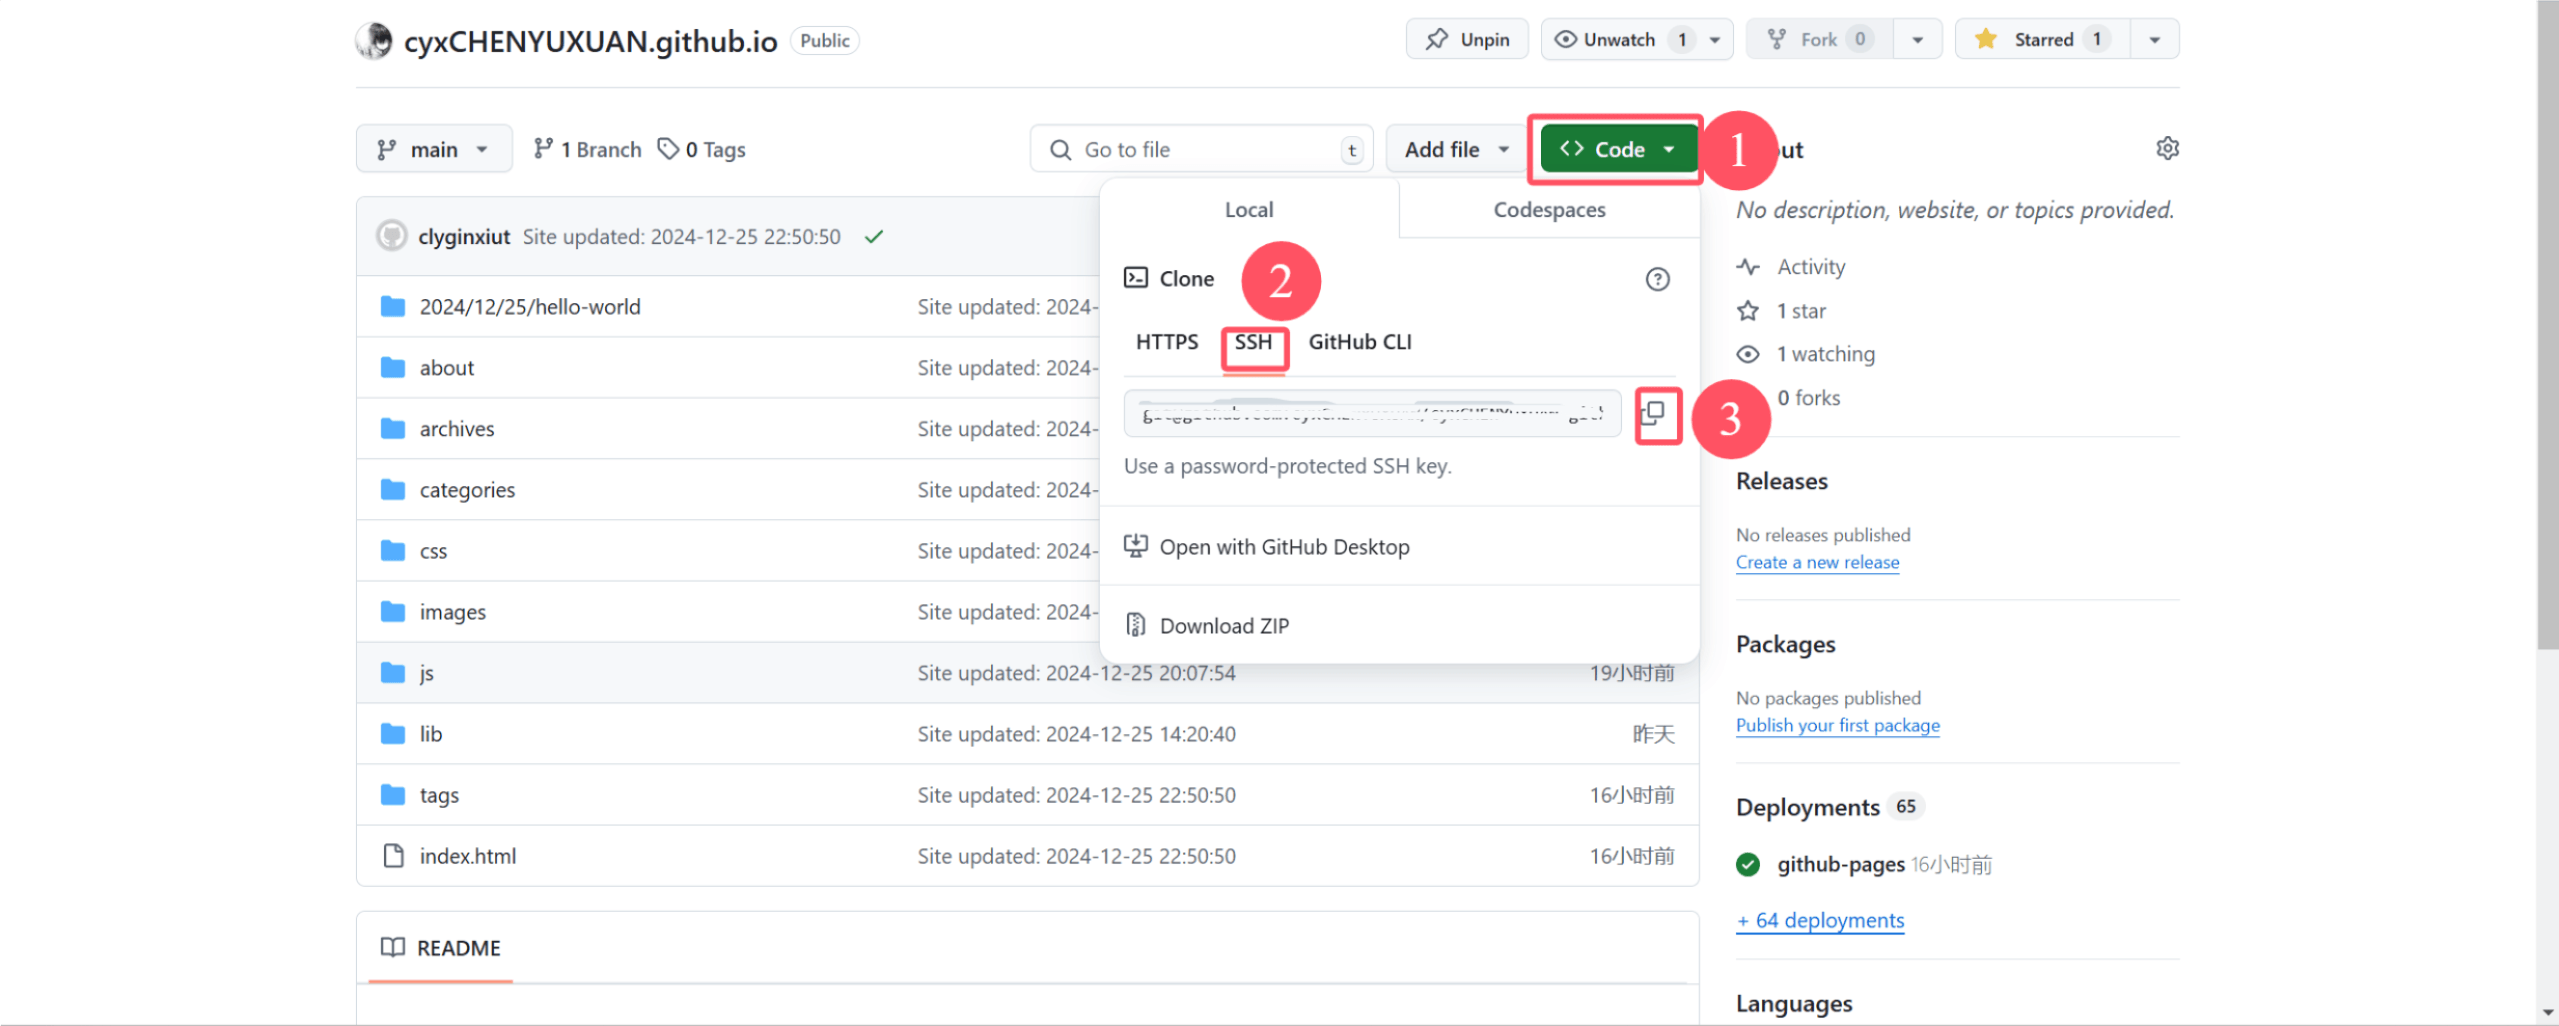 cyxCHENYUXUAN.github.io Public Unpin Unwatch 1 Fork 0 Starred 1
main 1 Branch 0 Tags Go to file t Add file Code 1 ut
Local Codespaces
No description, website, or topics provided.
clyginxiut Site updated: 2024-12-25 22:50:50
Clone 2
HTTPS SSH GitHub CLI
3
Use a password-protected SSH key.
Open with GitHub Desktop
Download ZIP
2024/12/25/hello-world Site updated: 2024-
about Site updated: 2024-
archives Site updated: 2024-
categories Site updated: 2024-
css Site updated: 2024-
images Site updated: 2024-
js Site updated: 2024-12-25 20:07:54 19小时前
lib Site updated: 2024-12-25 14:20:40 昨天
tags Site updated: 2024-12-25 22:50:50 16小时前
index.html Site updated: 2024-12-25 22:50:50 16小时前
README
Activity
1 star
1 watching
0 forks
Releases
No releases published
Create a new release
Packages
No packages published
Publish your first package
Deployments 65
github-pages 16小时前
+ 64 deployments
Languages